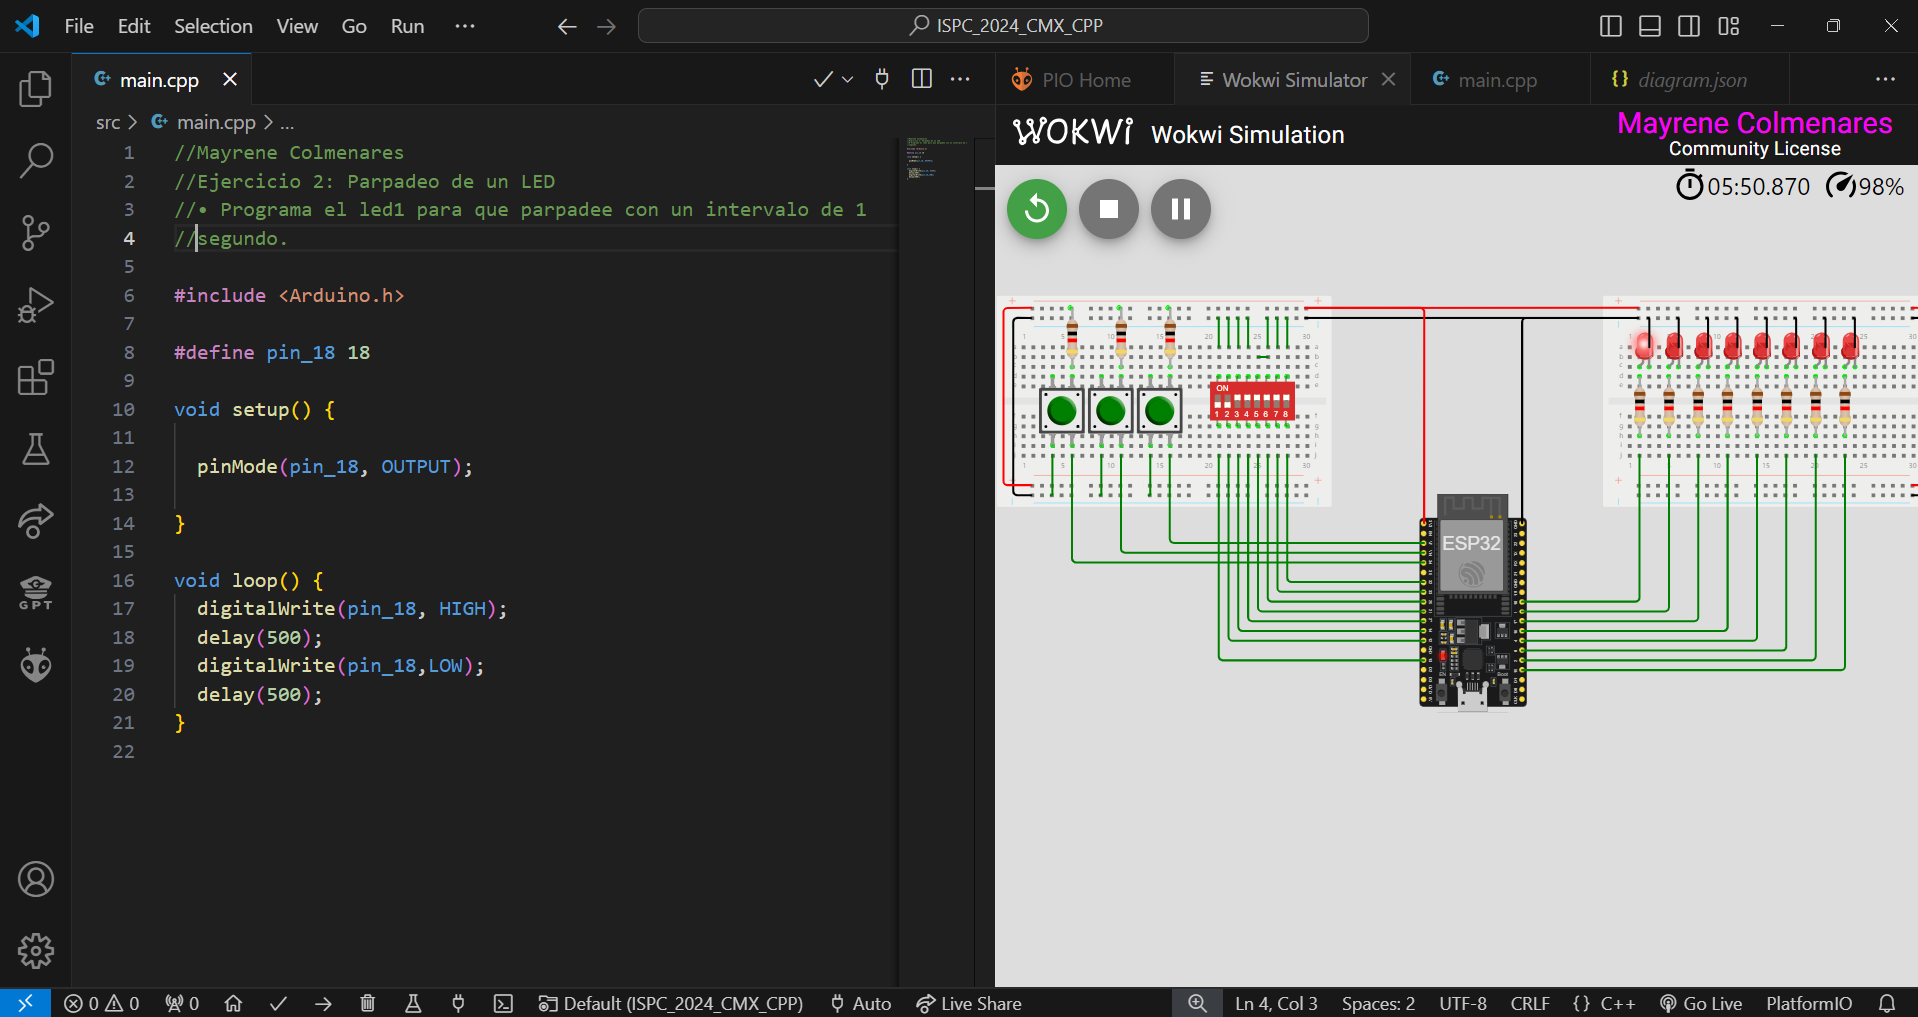 File Edit Selection View Go Run ··· ISPC_2024_CMX_CPP
main.cpp
src > main.cpp > ...
1 //Mayrene Colmenares
2 //Ejercicio 2: Parpadeo de un LED
3 //• Programa el led1 para que parpadee con un intervalo de 1
4 //segundo.
5
6 #include <Arduino.h>
7
8 #define pin_18 18
9
10 void setup() {
11
12 pinMode(pin_18, OUTPUT);
13
14 }
15
16 void loop() {
17 digitalWrite(pin_18, HIGH);
18 delay(500);
19 digitalWrite(pin_18,LOW);
20 delay(500);
21 }
22
GPT
PIO Home Wokwi Simulator main.cpp {} diagram.json
WOKWi Wokwi Simulation
Mayrene Colmenares
Community License
05:50.870 98%
ON
1 2 3 4 5 6 7 8
ESP32
0 0 0 Default (ISPC_2024_CMX_CPP) Auto Live Share Ln 4, Col 3 Spaces: 2 UTF-8 CRLF {} C++ Go Live PlatformIO